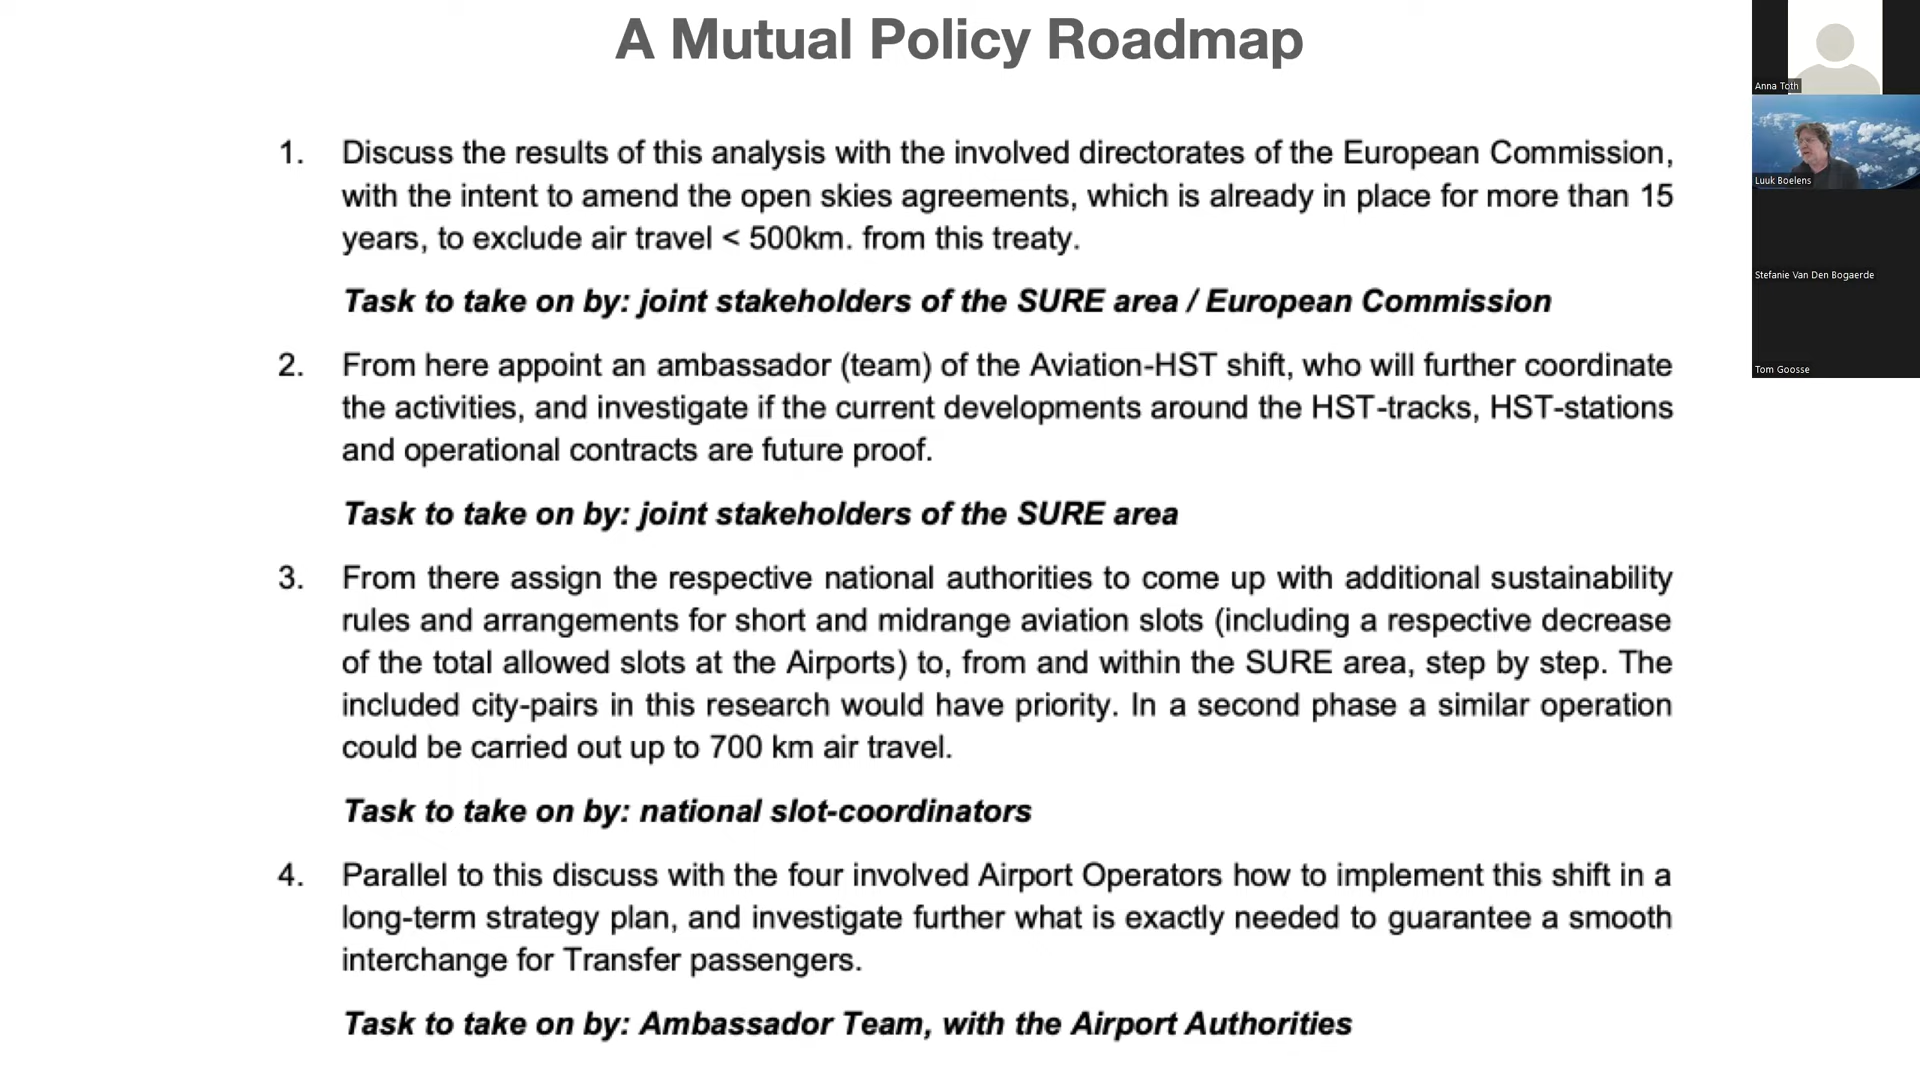 A Mutual Policy Roadmap
1. Discuss the results of this analysis with the involved directorates of the European Commission,
with the intent to amend the open skies agreements, which is already in place for more than 15
years, to exclude air travel < 500km. from this treaty.
Task to take on by: joint stakeholders of the SURE area / European Commission
2. From here appoint an ambassador (team) of the Aviation-HST shift, who will further coordinate
the activities, and investigate if the current developments around the HST-tracks, HST-stations
and operational contracts are future proof.
Task to take on by: joint stakeholders of the SURE area
3. From there assign the respective national authorities to come up with additional sustainability
rules and arrangements for short and midrange aviation slots (including a respective decrease
of the total allowed slots at the Airports) to, from and within the SURE area, step by step. The
included city-pairs in this research would have priority. In a second phase a similar operation
could be carried out up to 700 km air travel.
Task to take on by: national slot-coordinators
4. Parallel to this discuss with the four involved Airport Operators how to implement this shift in a
long-term strategy plan, and investigate further what is exactly needed to guarantee a smooth
interchange for Transfer passengers.
Task to take on by: Ambassador Team, with the Airport Authorities
Anna Toth
Luuk Boelens
Stefanie Van Den Bogaerde
Tom Goosse